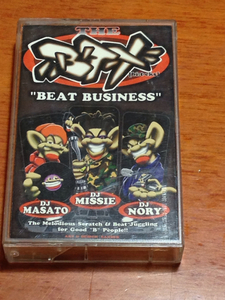 THE
"BEAT BUSINESS"
DJ
MASATO
DJ
MISSIE
DJ
NORY
The Melodious Scratch & Beat Juggling
for Good "B" People!!